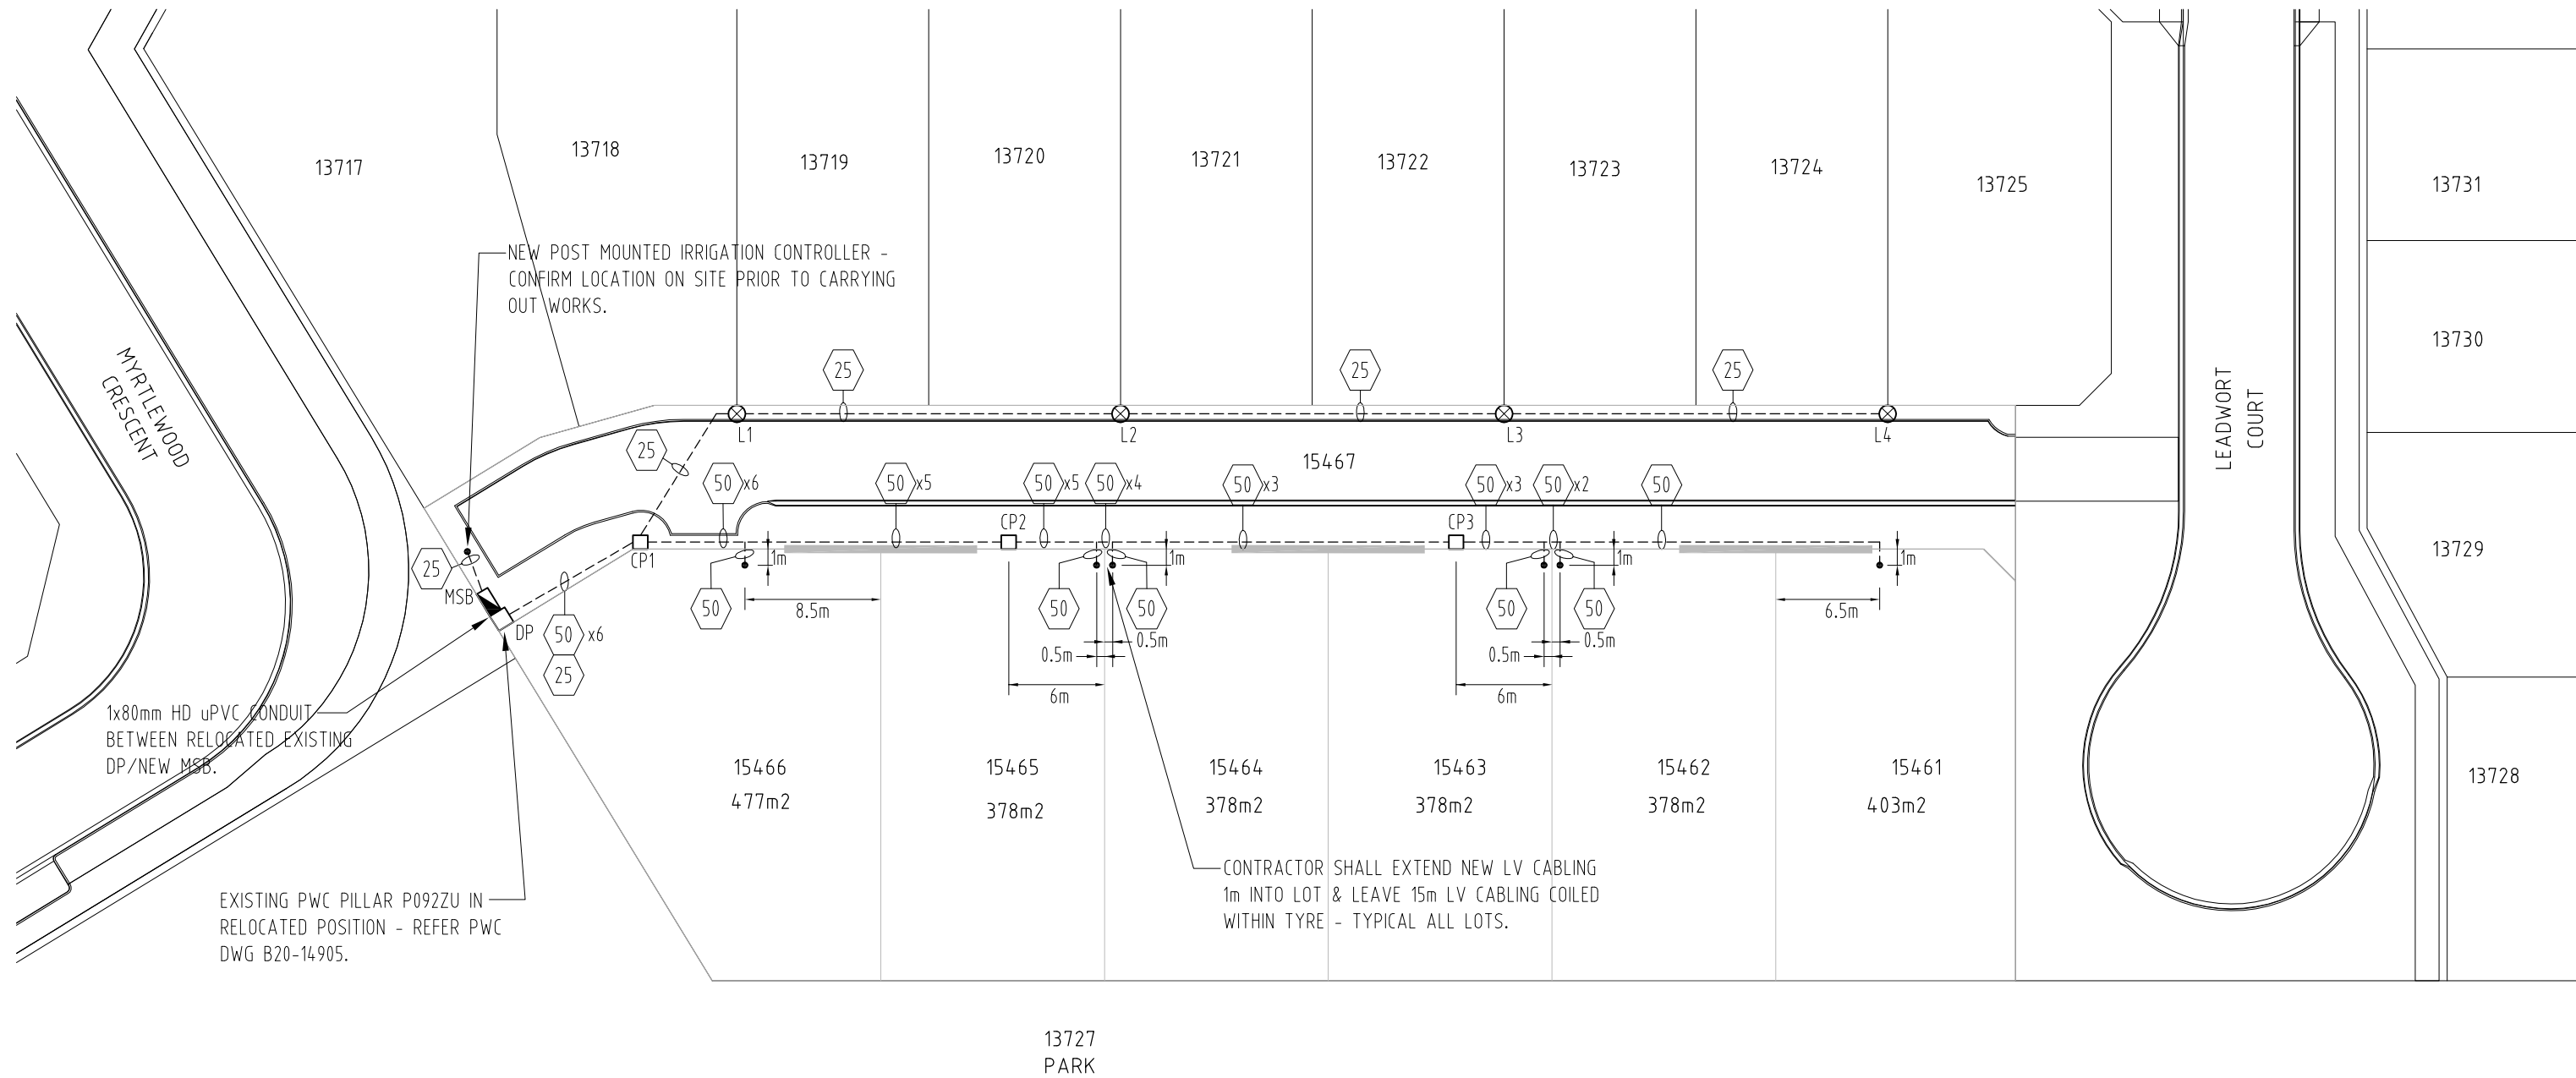 13717
13718
13719
13720
13721
13722
13723
13724
13725
13731
NEW POST MOUNTED IRRIGATION CONTROLLER -
CONFIRM LOCATION ON SITE PRIOR TO CARRYING
OUT WORKS.
MYRTLEWOOD
CRESCENT
13730
25
25
25
LEADWORT
COURT
L1
L2
L3
L4
25
15467
50 x6
50 x5
50 x5
50 x4
50 x3
50 x3
50 x2
50
CP2
CP3
13729
CP1
25
1m
1m
1m
1m
MSB
50
8.5m
50
50
50
50
6.5m
DP
50 x6
25
0.5m
0.5m
0.5m
0.5m
6m
6m
1x80mm HD uPVC CONDUIT
BETWEEN RELOCATED EXISTING
DP/NEW MSB.
15466
477m2
15465
378m2
15464
378m2
15463
378m2
15462
378m2
15461
403m2
13728
CONTRACTOR SHALL EXTEND NEW LV CABLING
1m INTO LOT & LEAVE 15m LV CABLING COILED
WITHIN TYRE - TYPICAL ALL LOTS.
EXISTING PWC PILLAR P092ZU IN
RELOCATED POSITION - REFER PWC
DWG B20-14905.
13727
PARK